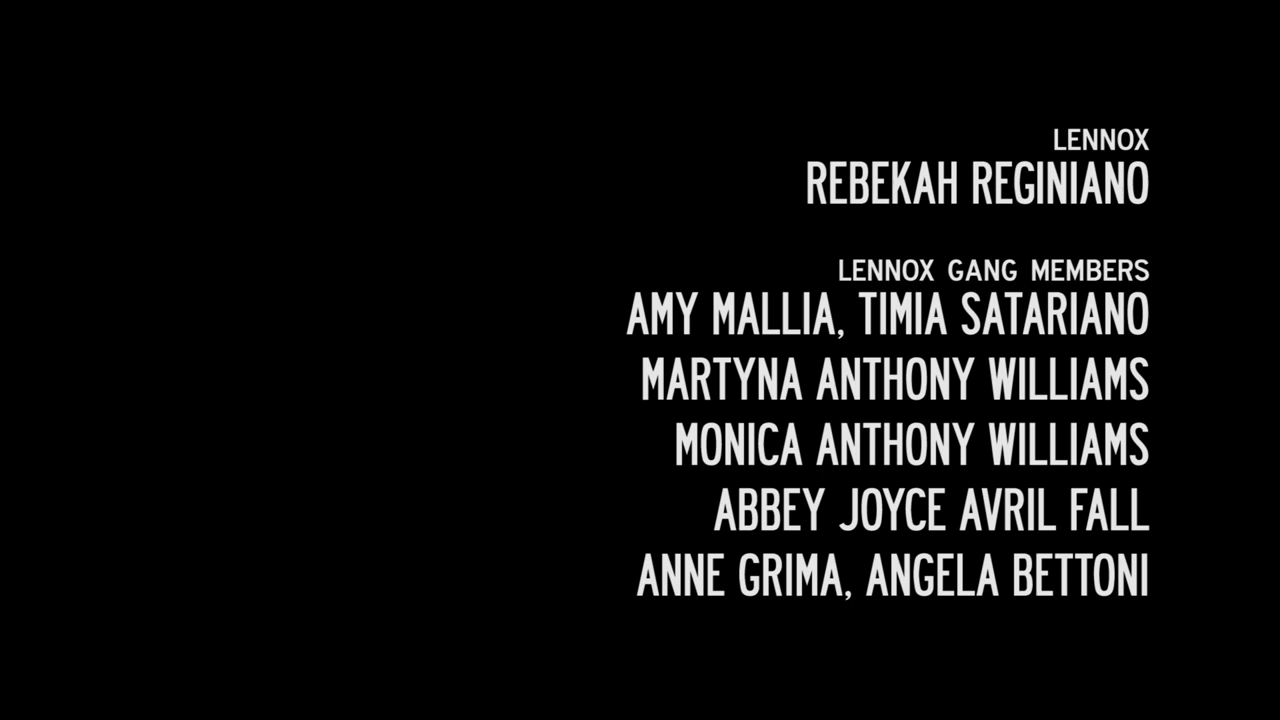 LENNOX
REBEKAH REGINIANO
LENNOX GANG MEMBERS
AMY MALLIA, TIMIA SATARIANO
MARTYNA ANTHONY WILLIAMS
MONICA ANTHONY WILLIAMS
ABBEY JOYCE AVRIL FALL
ANNE GRIMA, ANGELA BETTONI